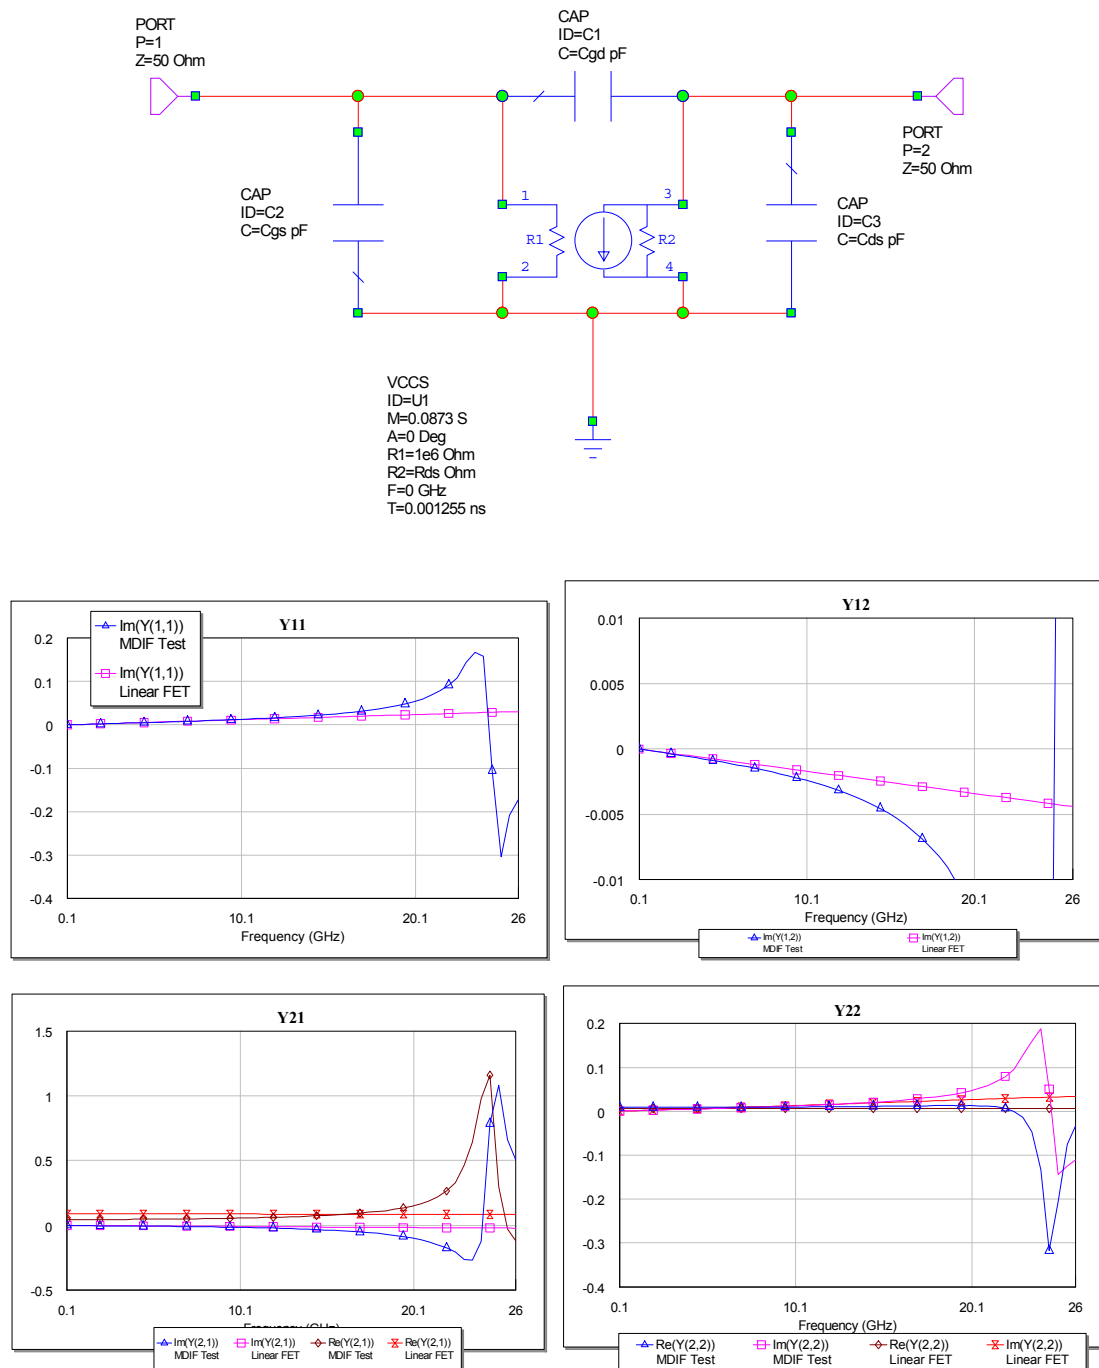 PORT
P=1
Z=50 Ohm
CAP
ID=C1
C=Cgd pF
PORT
P=2
Z=50 Ohm
CAP
ID=C2
C=Cgs pF
1
2
R1
R2
3
4
CAP
ID=C3
C=Cds pF
VCCS
ID=U1
M=0.0873 S
A=0 Deg
R1=1e6 Ohm
R2=Rds Ohm
F=0 GHz
T=0.001255 ns
Y11
Im(Y(1,1))
MDIF Test
Im(Y(1,1))
Linear FET
0.2
0.1
0
-0.1
-0.2
-0.3
-0.4
0.1
10.1
20.1
26
Frequency (GHz)
Y12
0.01
0.005
0
-0.005
-0.01
0.1
10.1
20.1
26
Frequency (GHz)
Im(Y(1,2))
MDIF Test
Im(Y(1,2))
Linear FET
Y21
1.5
1
0.5
0
-0.5
0.1
10.1
20.1
26
Frequency (GHz)
Im(Y(2,1))
MDIF Test
Im(Y(2,1))
Linear FET
Re(Y(2,1))
MDIF Test
Re(Y(2,1))
Linear FET
Y22
0.2
0.1
0
-0.1
-0.2
-0.3
-0.4
0.1
10.1
20.1
26
Frequency (GHz)
Re(Y(2,2))
MDIF Test
Im(Y(2,2))
MDIF Test
Re(Y(2,2))
Linear FET
Im(Y(2,2))
Linear FET